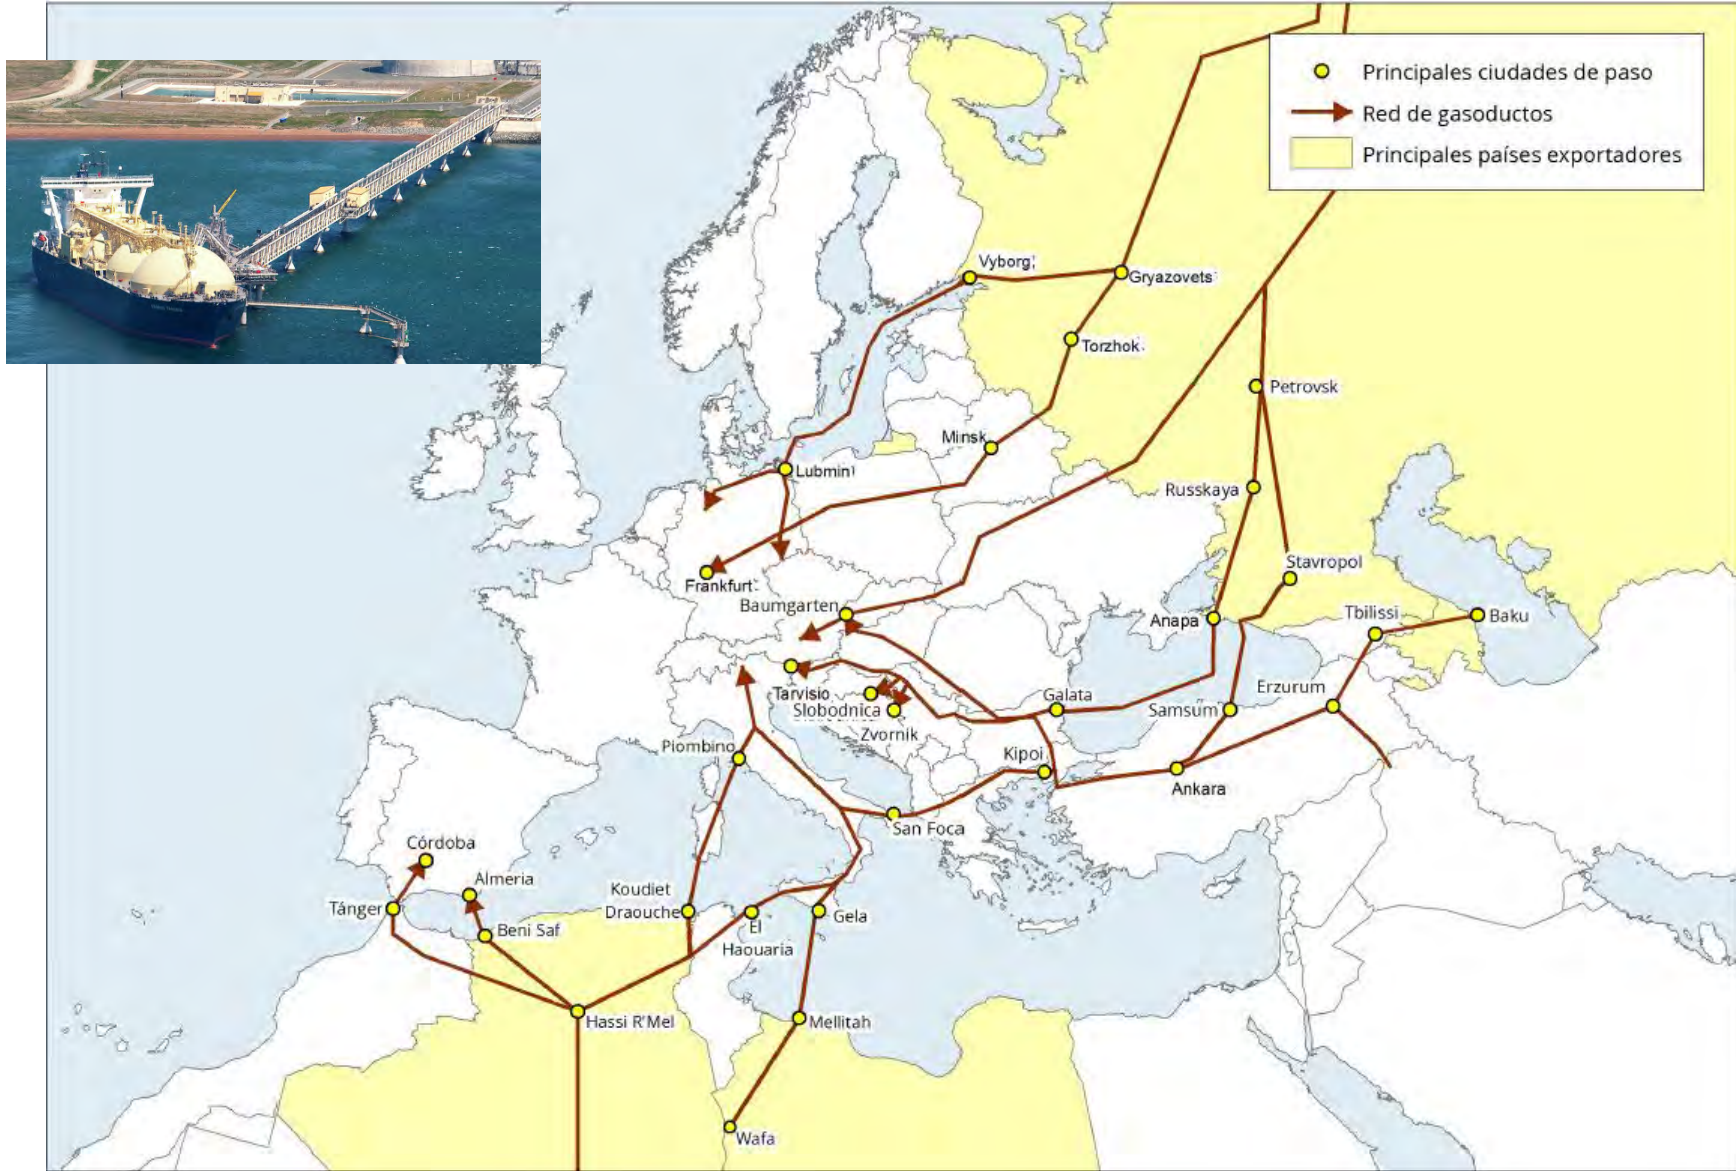 Principales ciudades de paso
Red de gasoductos
Principales países exportadores
Vyborg
Gryazovets
Torzhok
Petrovsk
Minsk
Lubmin
Russkaya
Stavropol
Frankfurt
Baumgarten
Anapa
Tbilissi
Baku
Tarvisio
Slobodnica
Zvornik
Galata
Samsum
Erzurum
Piombino
Kipoi
Ankara
San Foca
Córdoba
Almeria
Tánger
Beni Saf
Koudiet
Draouche
El
Haouaria
Gela
Hassi R'Mel
Mellitah
Wafa